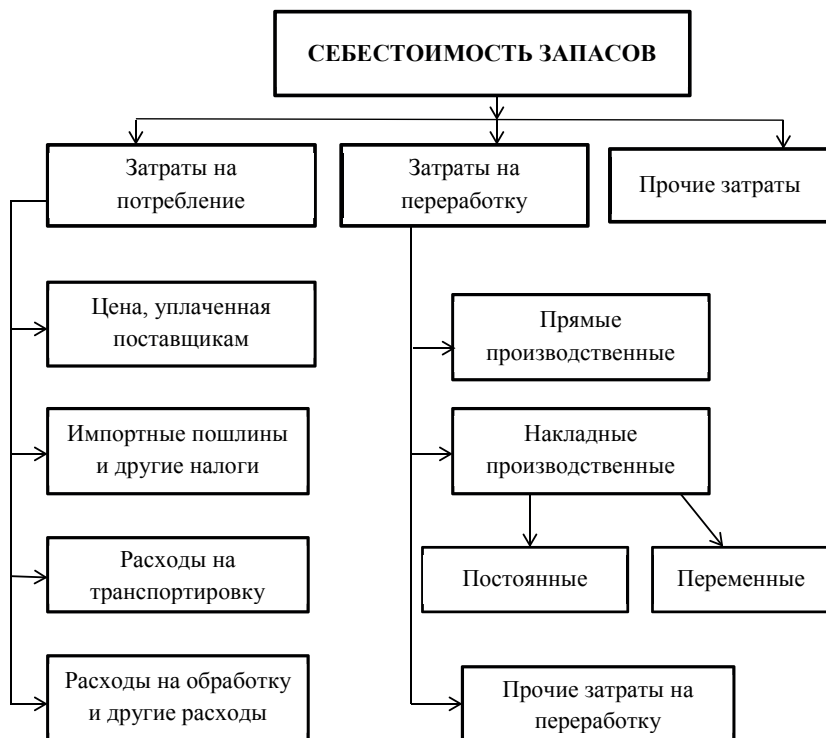 СЕБЕСТОИМОСТЬ ЗАПАСОВ
Затраты на
потребление
Затраты на
переработку
Прочие затраты
Цена, уплаченная
поставщикам
Импортные пошлины
и другие налоги
Расходы на
транспортировку
Расходы на обработку
и другие расходы
Прямые
производственные
Накладные
производственные
Постоянные
Переменные
Прочие затраты на
переработку